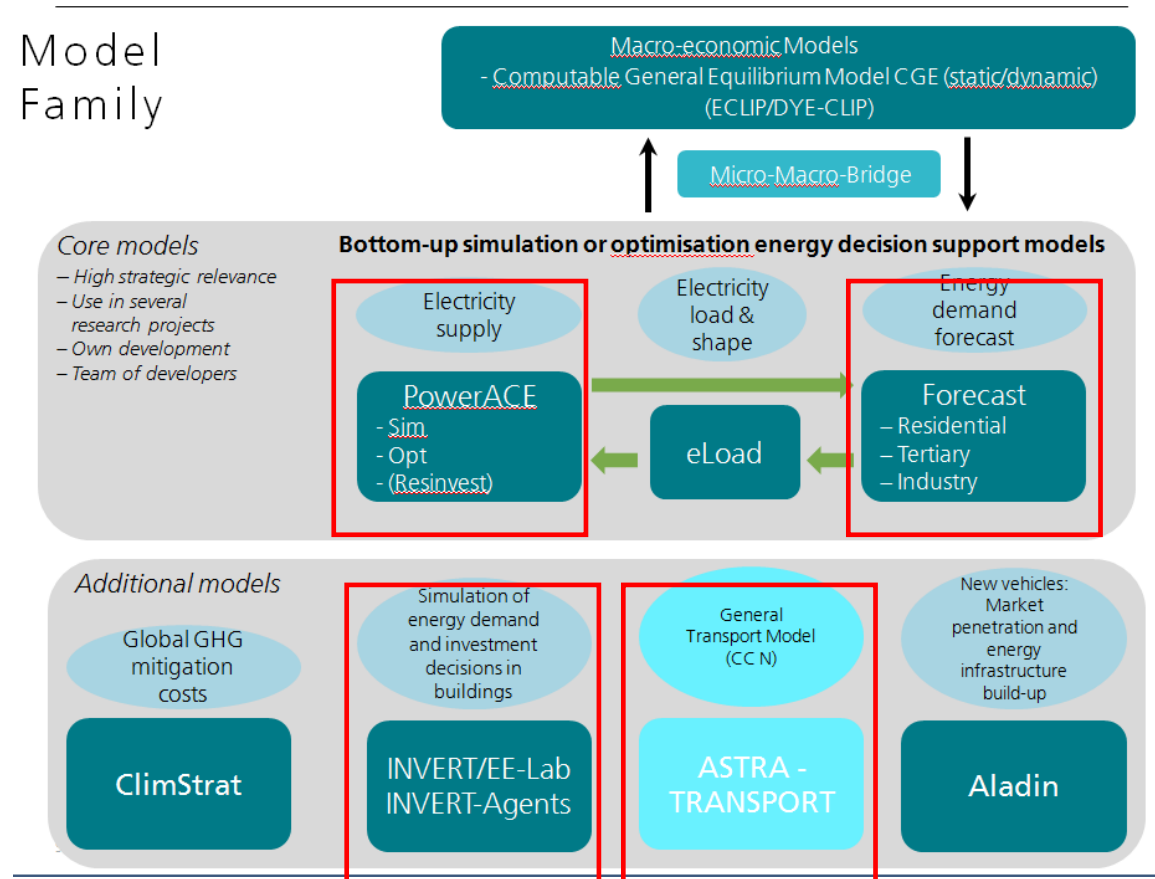 Model
Family
Macro-economic Models
- Computable General Equilibrium Model CGE (static/dynamic)
(ECLIP/DYE-CLIP)
Micro-Macro-Bridge
Core models
– High strategic relevance
– Use in several
research projects
– Own development
– Team of developers
Bottom-up simulation or optimisation energy decision support models
Electricity
supply
Electricity
load &
shape
Energy
demand
forecast
PowerACE
- Sim
- Opt
- (Resinvest)
eLoad
Forecast
– Residential
– Tertiary
– Industry
Additional models
Global GHG
mitigation
costs
Simulation of
energy demand
and investment
decisions in
buildings
General
Transport Model
(CC N)
New vehicles:
Market
penetration and
energy
infrastructure
build-up
ClimStrat
INVERT/EE-Lab
INVERT-Agents
ASTRA -
TRANSPORT
Aladin